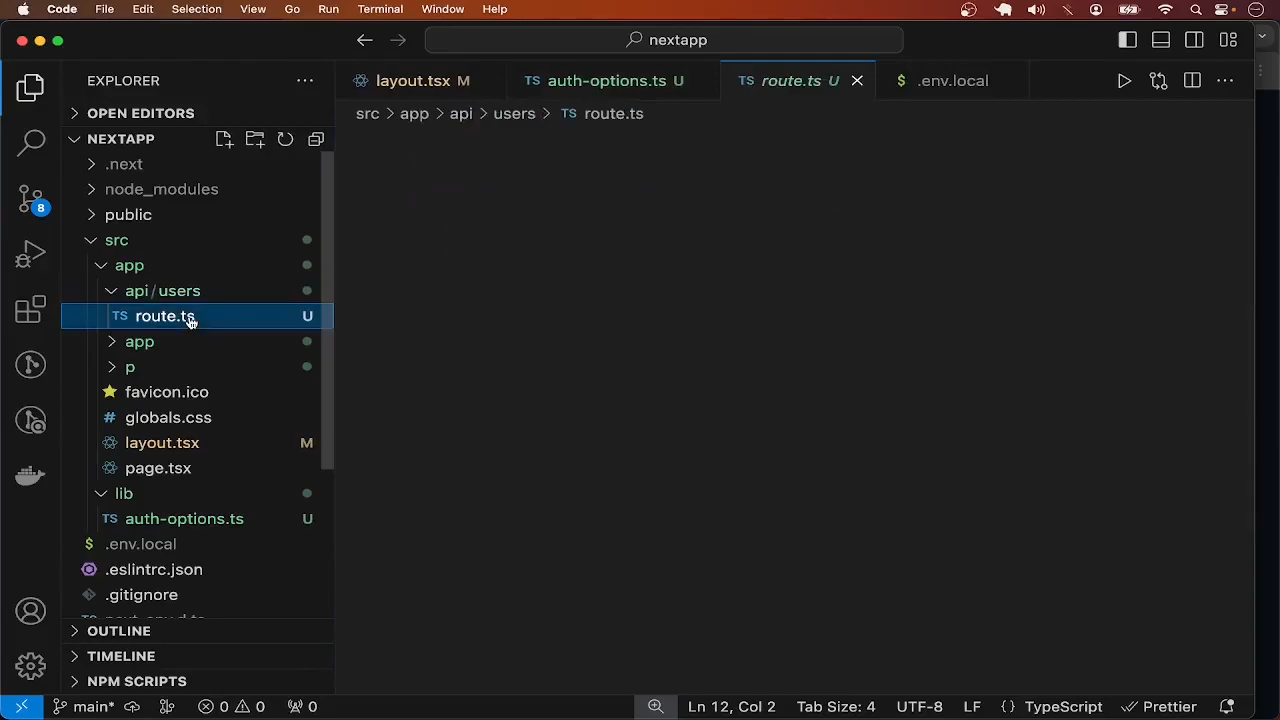 Code File Edit Selection View Go Run Terminal Window Help
nextapp
EXPLORER
layout.tsx M
TS auth-options.ts U
TS route.ts U
$ .env.local
OPEN EDITORS
src > app > api > users > TS route.ts
NEXTAPP
.next
node_modules
public
src
app
api/users
TS route.ts U
app
p
favicon.ico
# globals.css
layout.tsx M
page.tsx
lib
TS auth-options.ts U
$ .env.local
.eslintrc.json
.gitignore
8
OUTLINE
TIMELINE
NPM SCRIPTS
main* 0 0 0 Ln 12, Col 2 Tab Size: 4 UTF-8 LF {} TypeScript Prettier